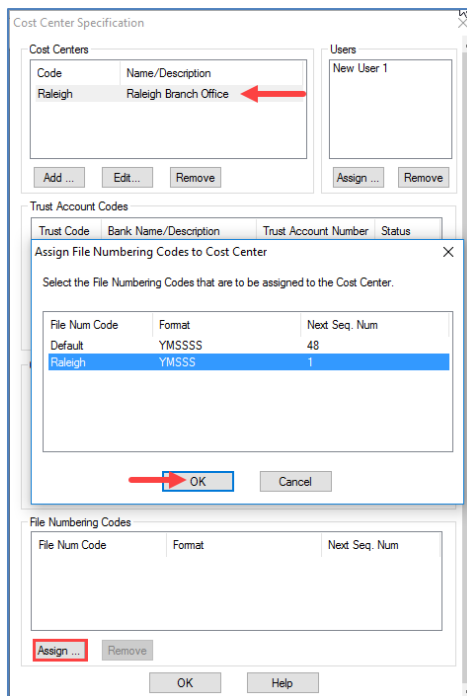 Cost Center Specification
Cost Centers
Users
Code Name/Description
New User 1
Raleigh Raleigh Branch Office
Add ... Edit... Remove
Assign ... Remove
Trust Account Codes
Trust Code Bank Name/Description Trust Account Number Status
Assign File Numbering Codes to Cost Center
Select the File Numbering Codes that are to be assigned to the Cost Center.
File Num Code Format Next Seq. Num
Default YMSSSS 48
Raleigh YMSSS 1
OK Cancel
File Numbering Codes
File Num Code Format Next Seq. Num
Assign ... Remove
OK Help